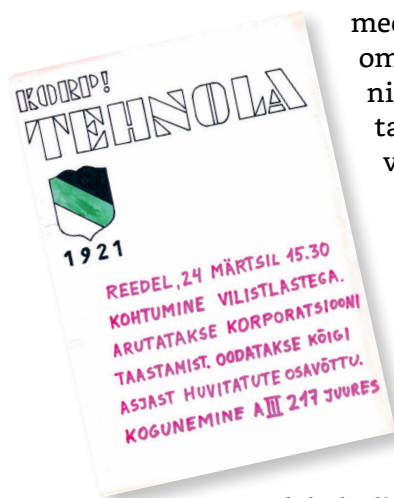 KORP!
TEHNOLA
1921
REEDEL, 24 MÄRTSIL 15.30
KOHTUMINE VILISTLASTEGA.
ARUTATAKSE KORPORATSIOONI
TAASTAMIST. OODATAKSE KÕIGI
ASJAST HUVITATUTE OSAVÕTTU.
KOGUNEMINE AIII 217 JUURES